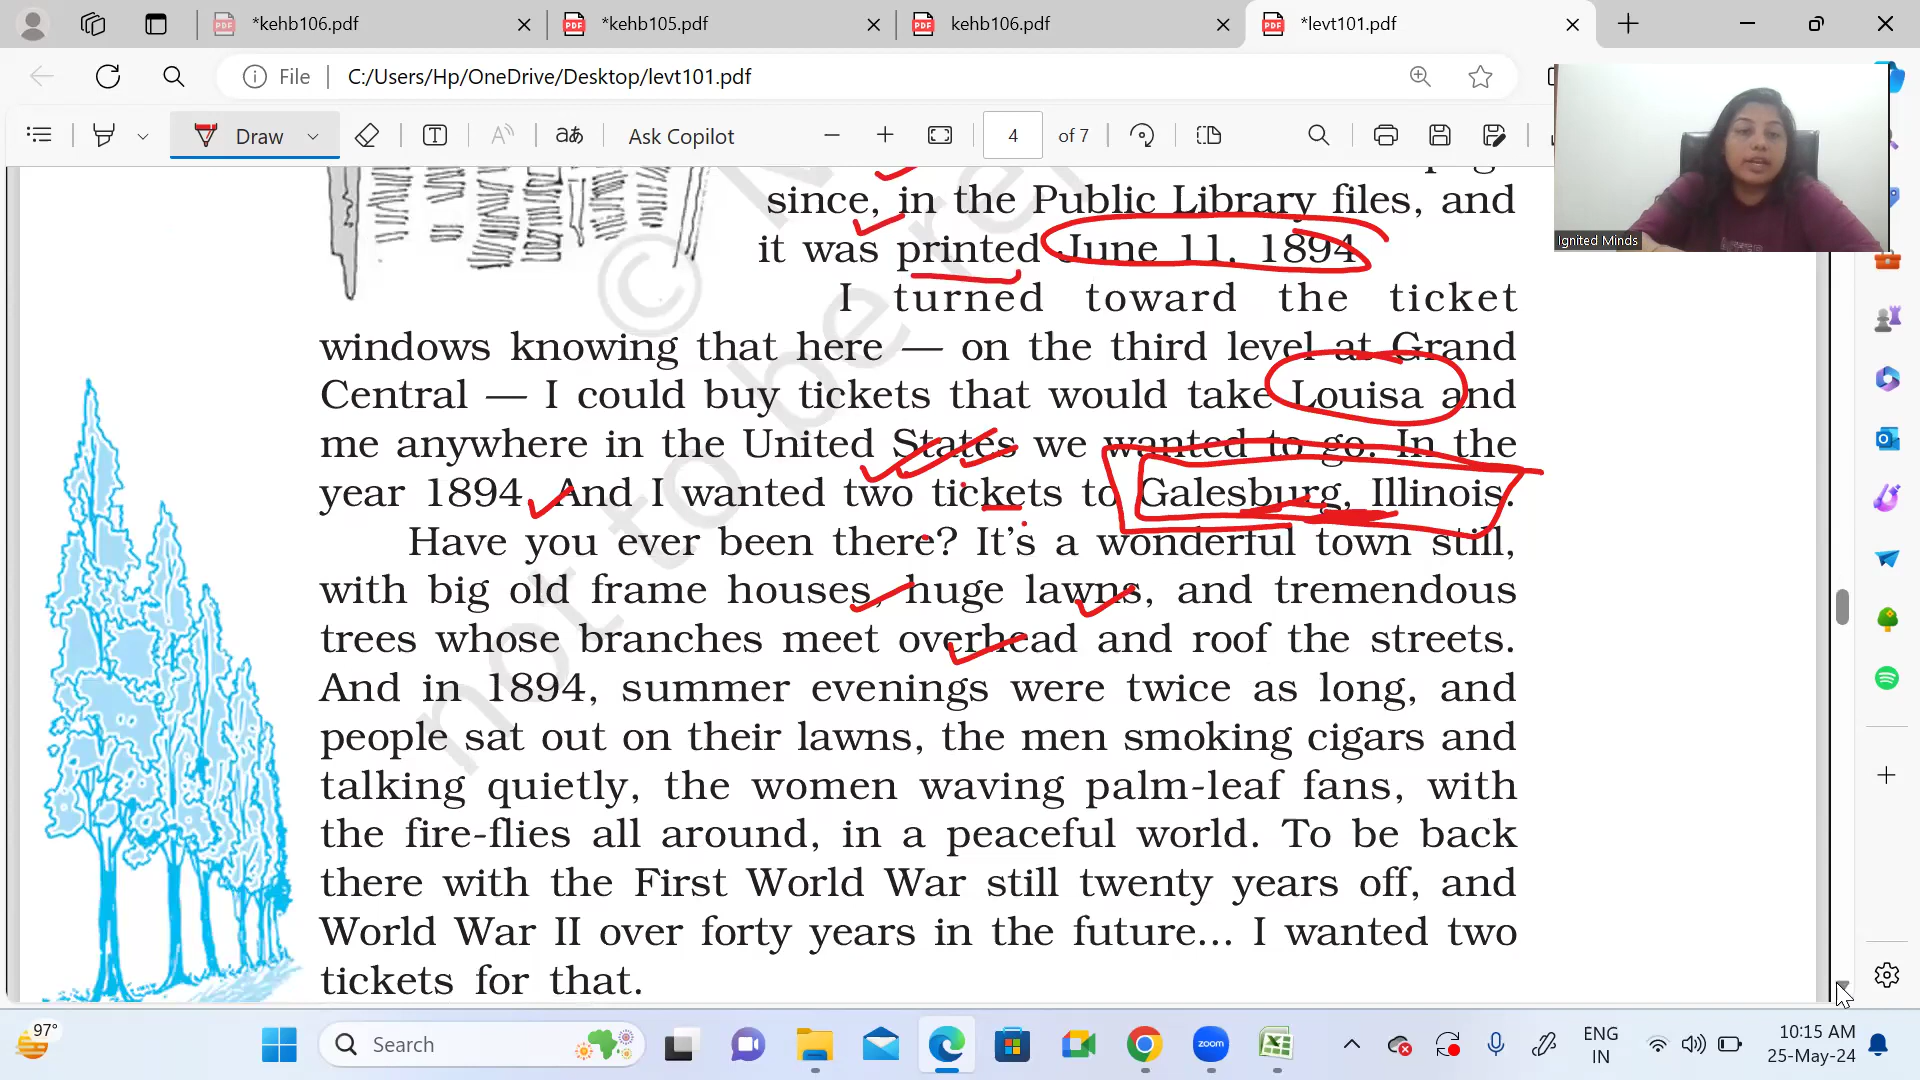 *kehb106.pdf
*kehb105.pdf
kehb106.pdf
*levt101.pdf
File
C:/Users/Hp/OneDrive/Desktop/levt101.pdf
Draw
Ask Copilot
4 of 7
Ignited Minds
since, in the Public Library files, and
it was printed June 11, 1894
I turned toward the ticket
windows knowing that here — on the third level at Grand
Central — I could buy tickets that would take Louisa and
me anywhere in the United States we wanted to go. In the
year 1894. And I wanted two tickets to Galesburg, Illinois.
Have you ever been there? It's a wonderful town still,
with big old frame houses, huge lawns, and tremendous
trees whose branches meet overhead and roof the streets.
And in 1894, summer evenings were twice as long, and
people sat out on their lawns, the men smoking cigars and
talking quietly, the women waving palm-leaf fans, with
the fire-flies all around, in a peaceful world. To be back
there with the First World War still twenty years off, and
World War II over forty years in the future... I wanted two
tickets for that.
not to be re
97°
Search
zoom
ENG
IN
10:15 AM
25-May-24